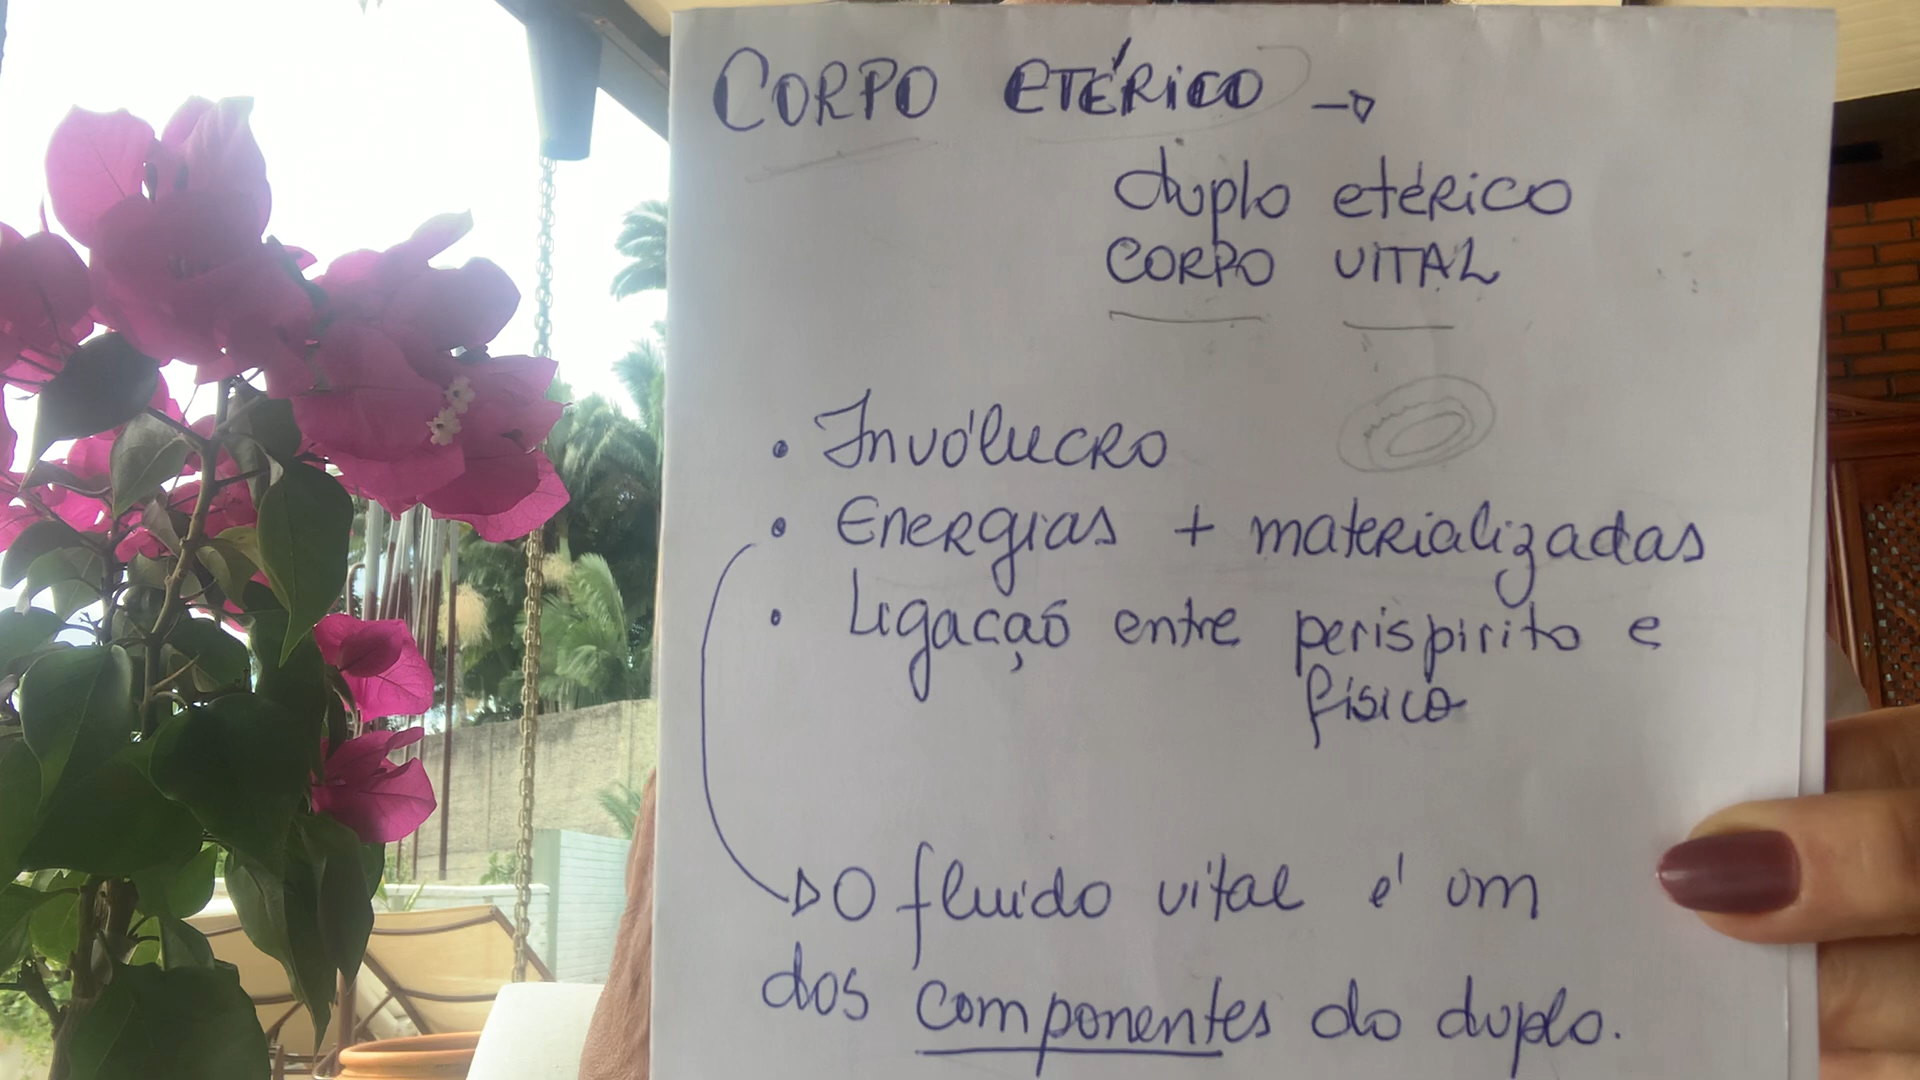 CORPO ETÉRICO →
duplo etérico
CORPO VITAL
• Invólucro
• Energias + materializadas
• Ligação entre perispirito e
físico
→ O fluido vital é um
dos componentes do duplo.